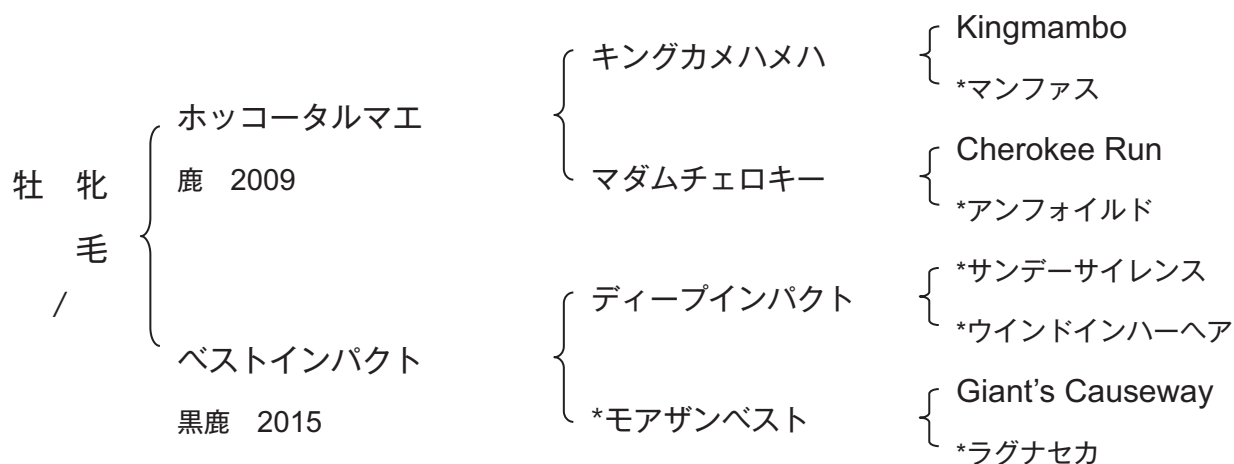 牡 牝
毛
/
ホッコータルマエ
鹿 2009
ベストインパクト
黒鹿 2015
キングカメハメハ
マダムチェロキー
ディープインパクト
*モアザンベスト
Kingmambo
*マンファス
Cherokee Run
*アンフォイルド
*サンデーサイレンス
*ウインドインハーヘア
Giant's Causeway
*ラグナセカ